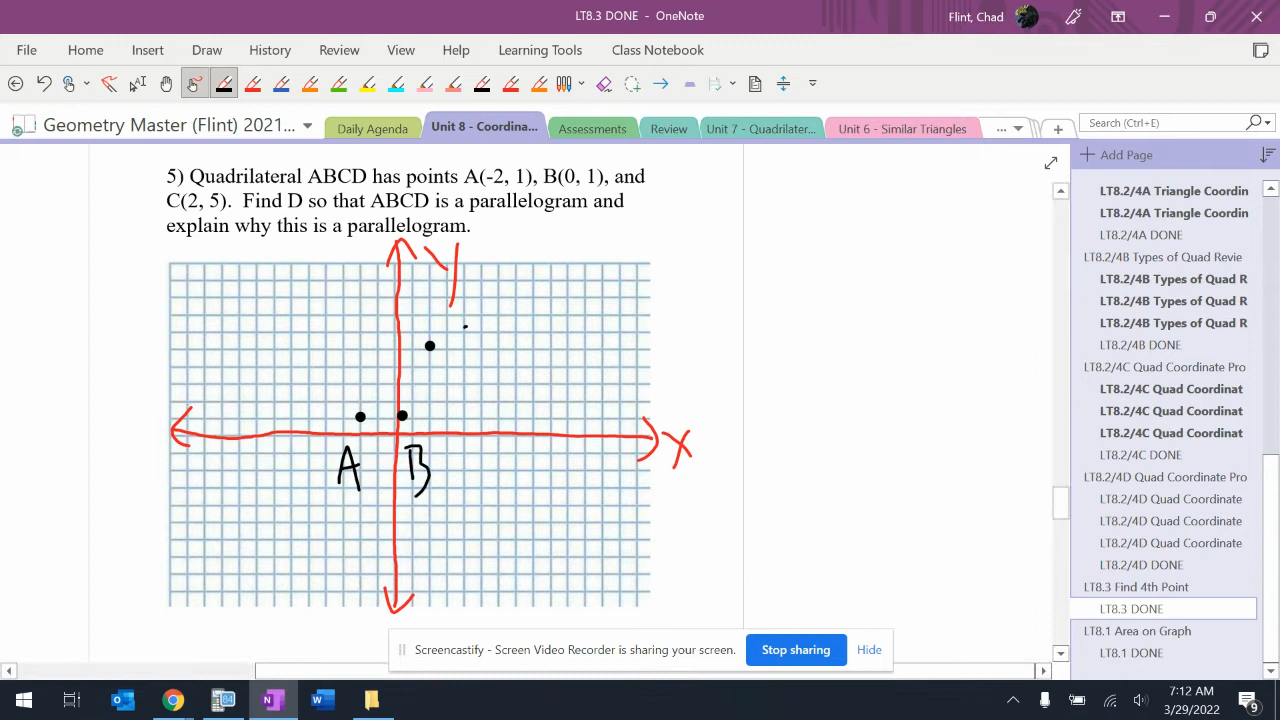 LT8.3 DONE - OneNote
Flint, Chad
File Home Insert Draw History Review View Help Learning Tools Class Notebook
Geometry Master (Flint) 2021...
Daily Agenda
Unit 8 - Coordina...
Assessments
Review
Unit 7 - Quadrilater...
Unit 6 - Similar Triangles
...
Search (Ctrl+E)
Add Page
5) Quadrilateral ABCD has points A(-2, 1), B(0, 1), and
C(2, 5). Find D so that ABCD is a parallelogram and
explain why this is a parallelogram.
y
x
A B
LT8.2/4A Triangle Coordin
LT8.2/4A Triangle Coordin
LT8.2/4A DONE
LT8.2/4B Types of Quad Revie
LT8.2/4B Types of Quad R
LT8.2/4B Types of Quad R
LT8.2/4B Types of Quad R
LT8.2/4B DONE
LT8.2/4C Quad Coordinate Pro
LT8.2/4C Quad Coordinat
LT8.2/4C Quad Coordinat
LT8.2/4C Quad Coordinat
LT8.2/4C DONE
LT8.2/4D Quad Coordinate Pro
LT8.2/4D Quad Coordinate
LT8.2/4D Quad Coordinate
LT8.2/4D Quad Coordinate
LT8.2/4D DONE
LT8.3 Find 4th Point
LT8.3 DONE
LT8.1 Area on Graph
LT8.1 DONE
Screencastify - Screen Video Recorder is sharing your screen.
Stop sharing
Hide
84
7:12 AM
3/29/2022
9